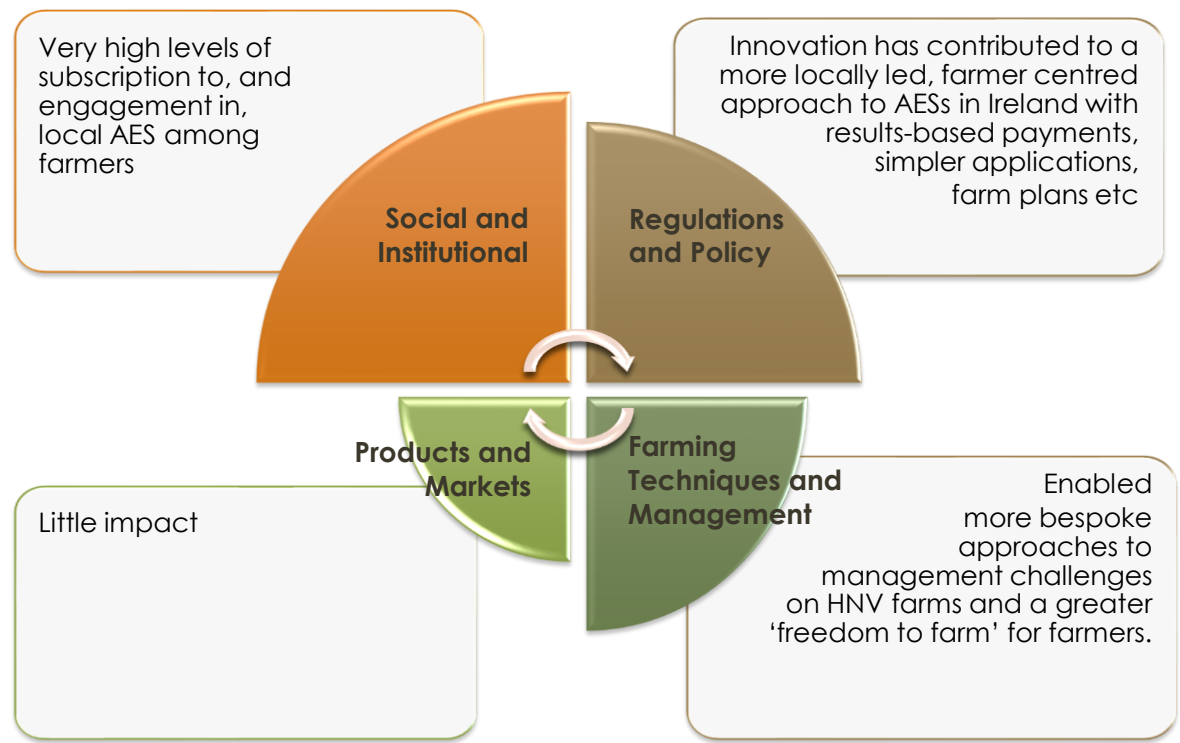 Very high levels of
subscription to, and
engagement in,
local AES among
farmers
Innovation has contributed to a
more locally led, farmer centred
approach to AESs in Ireland with
results-based payments,
simpler applications,
farm plans etc
Social and
Institutional
Regulations
and Policy
Products and
Markets
Farming
Techniques and
Management
Little impact
Enabled
more bespoke
approaches to
management challenges
on HNV farms and a greater
‘freedom to farm’ for farmers.